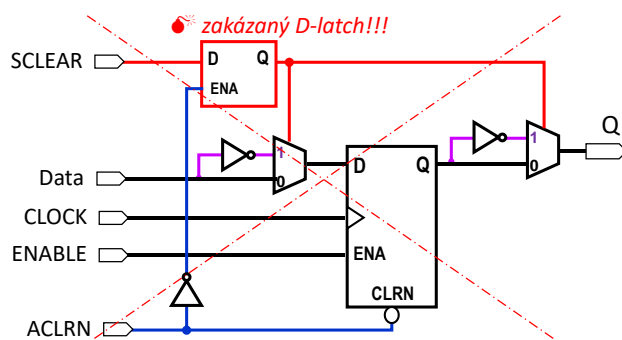 zakázaný D-latch!!!
SCLEAR
D Q
ENA
1
0
Data
CLOCK
ENABLE
ACLRN
D Q
ENA
CLRN
1
0
Q